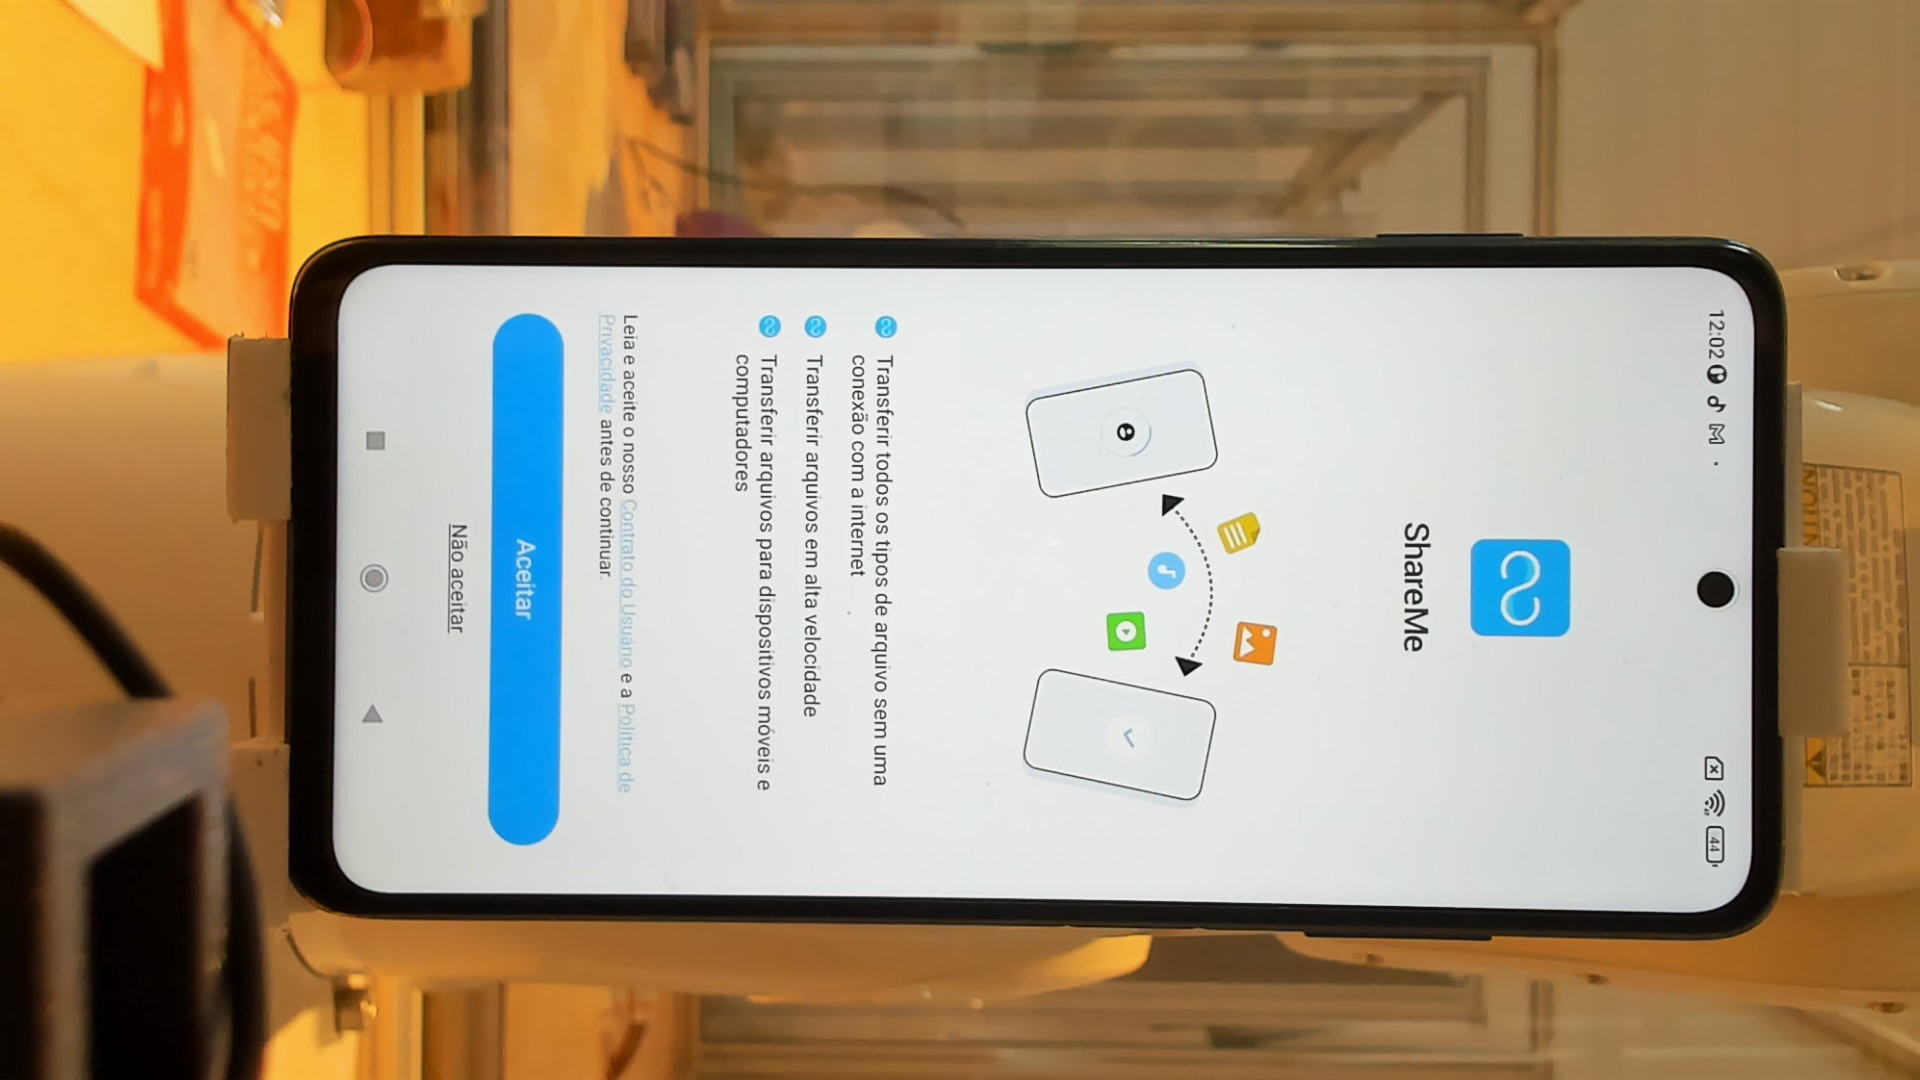 12:02
44
ShareMe
Transferir todos os tipos de arquivo sem uma
conexão com a internet
Transferir arquivos em alta velocidade
Transferir arquivos para dispositivos móveis e
computadores
Leia e aceite o nosso Contrato do Usuário e a Política de
Privacidade antes de continuar.
Aceitar
Não aceitar